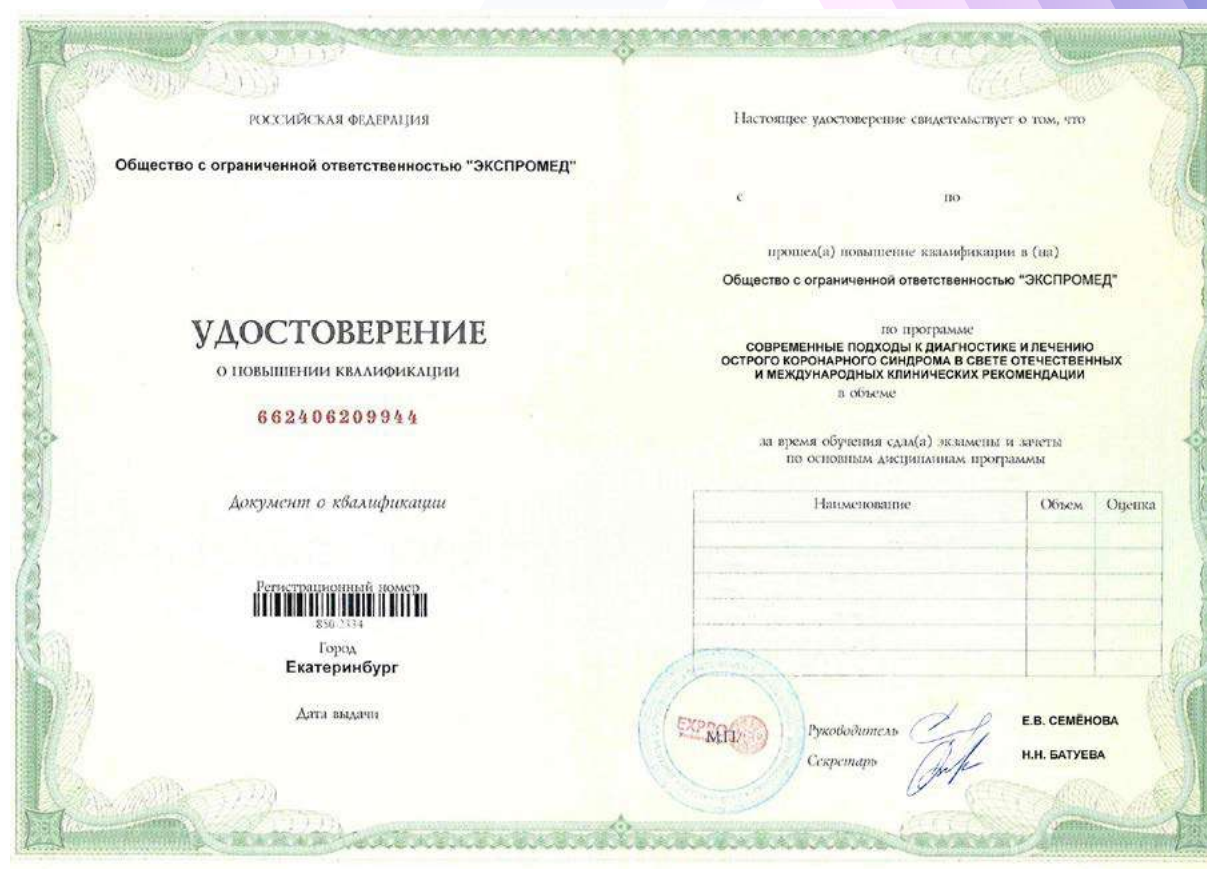 РОССИЙСКАЯ ФЕДЕРАЦИЯ
Общество с ограниченной ответственностью "ЭКСПРОМЕД"
УДОСТОВЕРЕНИЕ
О ПОВЫШЕНИИ КВАЛИФИКАЦИИ
662406209944
Документ о квалификации
Регистрационный номер
850-2334
Город
Екатеринбург
Дата выдачи
Настоящее удостоверение свидетельствует о том, что
с по
прошел(а) повышение квалификации в (на)
Общество с ограниченной ответственностью "ЭКСПРОМЕД"
по программе
СОВРЕМЕННЫЕ ПОДХОДЫ К ДИАГНОСТИКЕ И ЛЕЧЕНИЮ
ОСТРОГО КОРОНАРНОГО СИНДРОМА В СВЕТЕ ОТЕЧЕСТВЕННЫХ
И МЕЖДУНАРОДНЫХ КЛИНИЧЕСКИХ РЕКОМЕНДАЦИИ
в объеме
за время обучения сдал(а) экзамены и зачеты
по основным дисциплинам программы
Наименование Объем Оценка
М.П.
Руководитель Е.В. СЕМЁНОВА
Секретарь Н.Н. БАТУЕВА